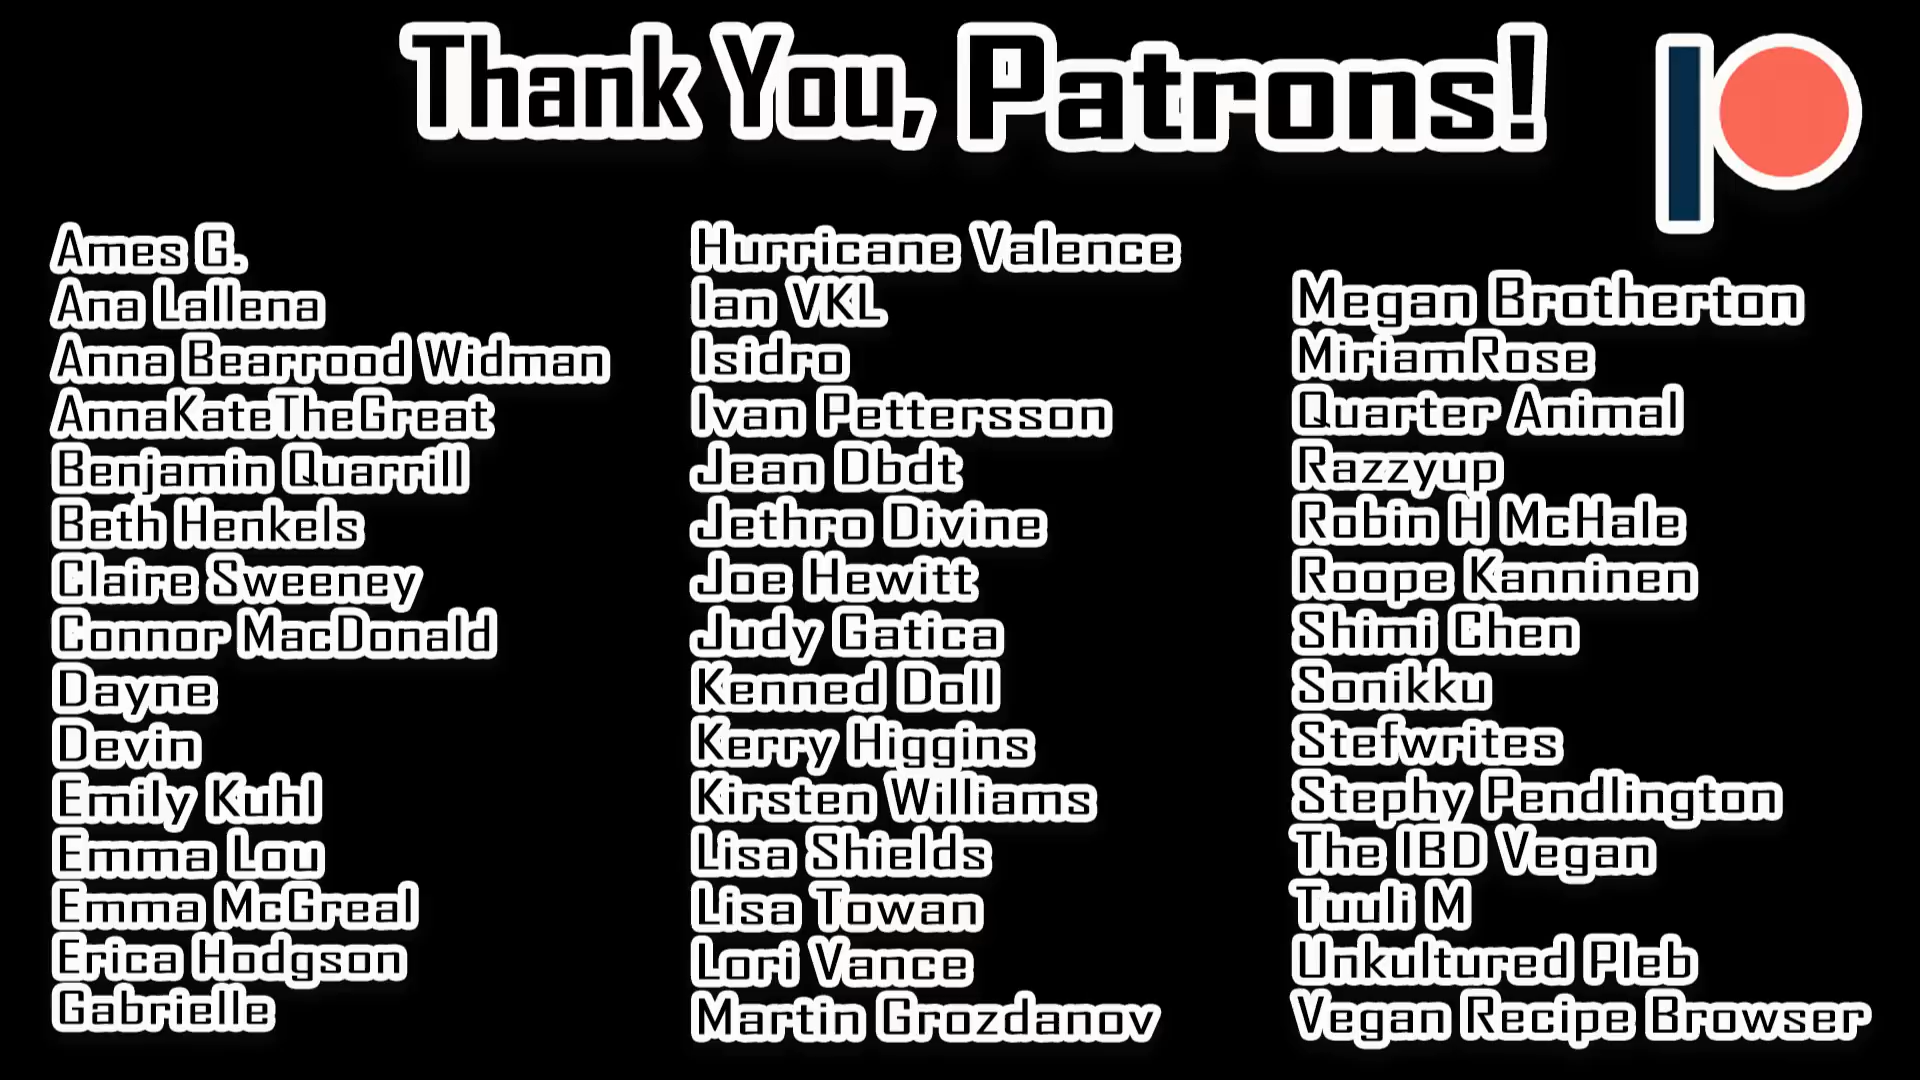 Thank You, Patrons!
Ames G.
Ana Lallena
Anna Bearrood Widman
AnnaKateTheGreat
Benjamin Quarrill
Beth Henkels
Claire Sweeney
Connor MacDonald
Dayne
Devin
Emily Kuhl
Emma Lou
Emma McGreal
Erica Hodgson
Gabrielle
Hurricane Valence
Ian VKL
Isidro
Ivan Pettersson
Jean Dbdt
Jethro Divine
Joe Hewitt
Judy Gatica
Kenned Doll
Kerry Higgins
Kirsten Williams
Lisa Shields
Lisa Towan
Lori Vance
Martin Grozdanov
Megan Brotherton
MiriamRose
Quarter Animal
Razzyup
Robin H McHale
Roope Kanninen
Shimi Chen
Sonikku
Stefwrites
Stephy Pendlington
The IBD Vegan
Tuuli M
Unkultured Pleb
Vegan Recipe Browser